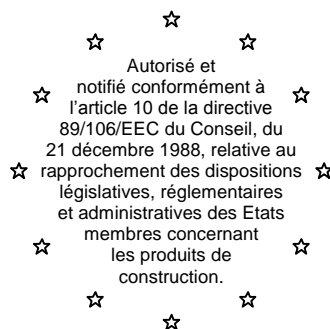 Autorisé et
notifié conformément à
l'article 10 de la directive
89/106/EEC du Conseil, du
21 décembre 1988, relative au
rapprochement des dispositions
législatives, réglementaires
et administratives des Etats
membres concernant
les produits de
construction.